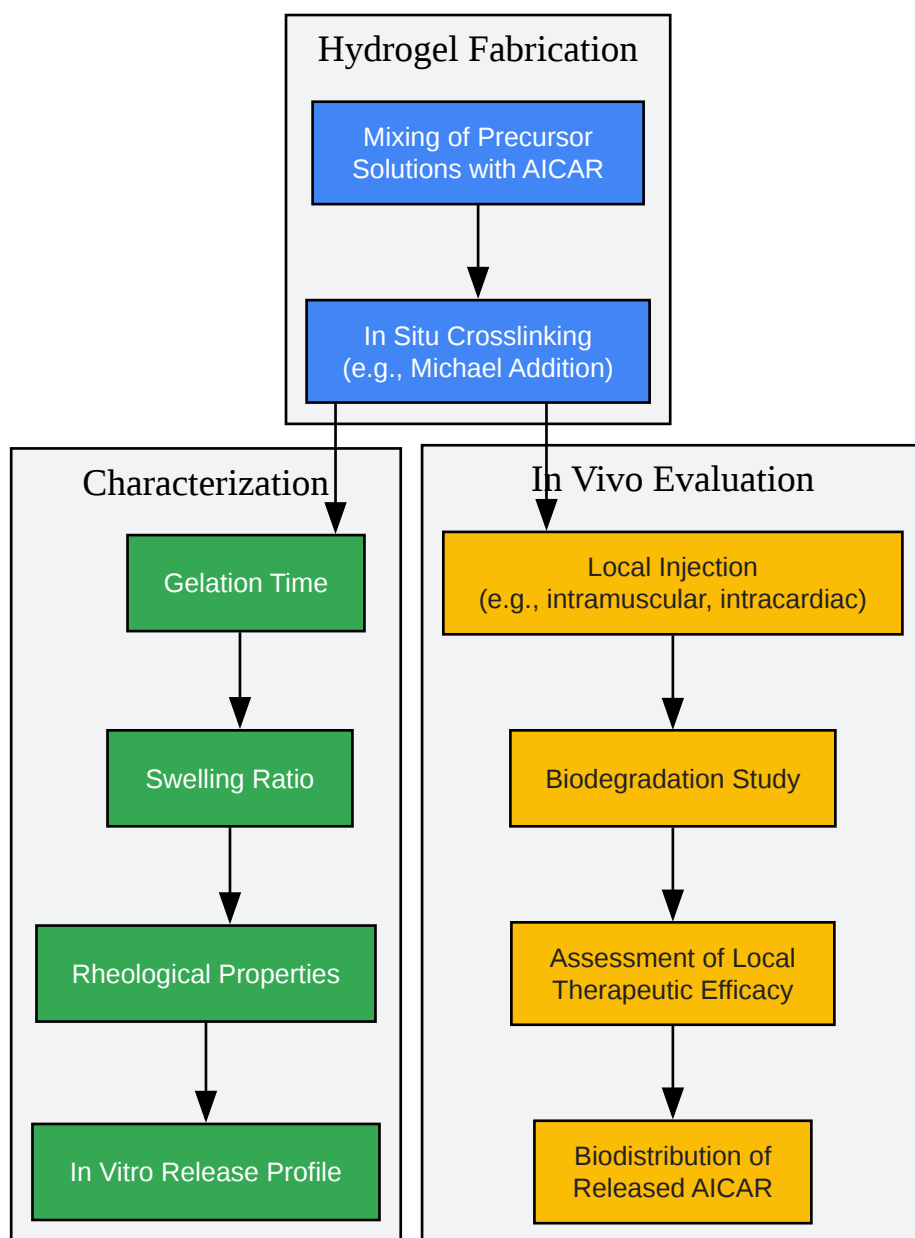 Hydrogel Fabrication
Mixing of Precursor
Solutions with AICAR
In Situ Crosslinking
(e.g., Michael Addition)
Characterization
Gelation Time
Swelling Ratio
Rheological Properties
In Vitro Release Profile
In Vivo Evaluation
Local Injection
(e.g., intramuscular, intracardiac)
Biodegradation Study
Assessment of Local
Therapeutic Efficacy
Biodistribution of
Released AICAR